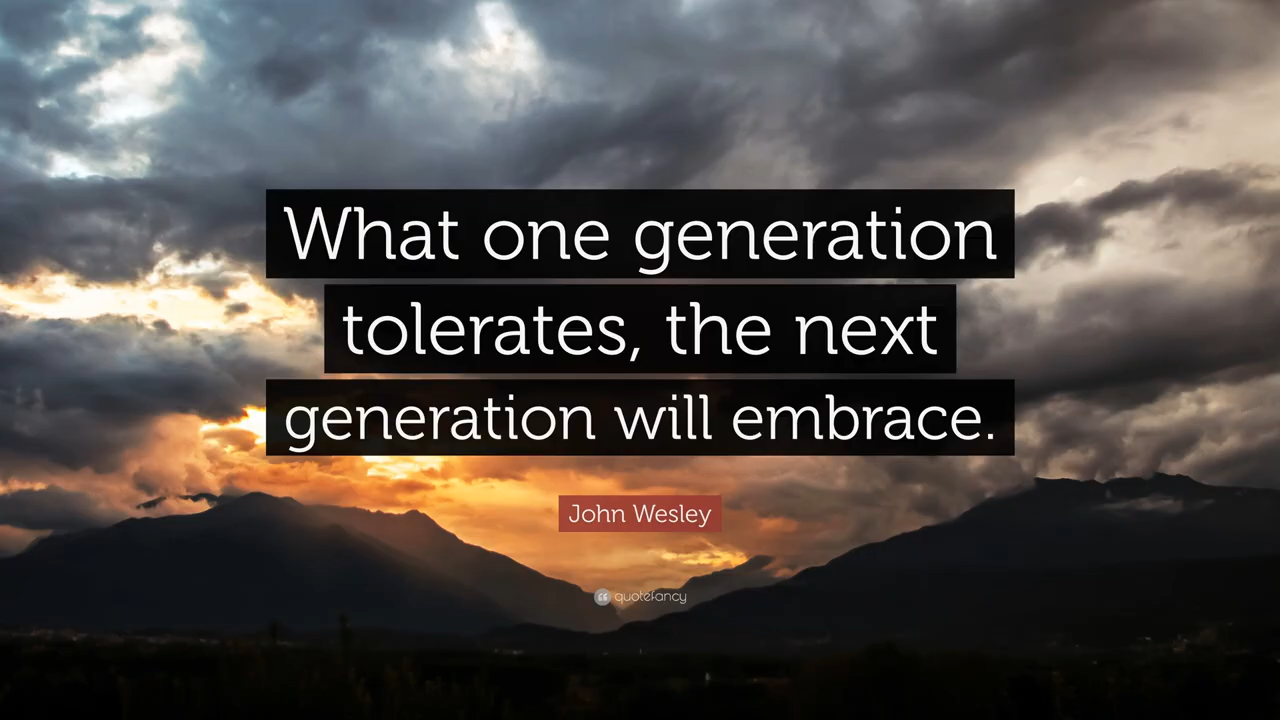 What one generation
tolerates, the next
generation will embrace.
John Wesley
quotefancy